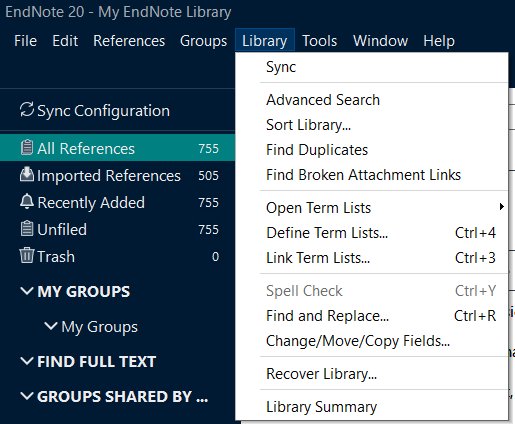 EndNote 20 - My EndNote Library
File Edit References Groups Library Tools Window Help
Sync Configuration
All References 755
Imported References 505
Recently Added 755
Unfiled 755
Trash 0
MY GROUPS
My Groups
FIND FULL TEXT
GROUPS SHARED BY ...
Sync
Advanced Search
Sort Library...
Find Duplicates
Find Broken Attachment Links
Open Term Lists
Define Term Lists... Ctrl+4
Link Term Lists... Ctrl+3
Spell Check Ctrl+Y
Find and Replace... Ctrl+R
Change/Move/Copy Fields...
Recover Library...
Library Summary